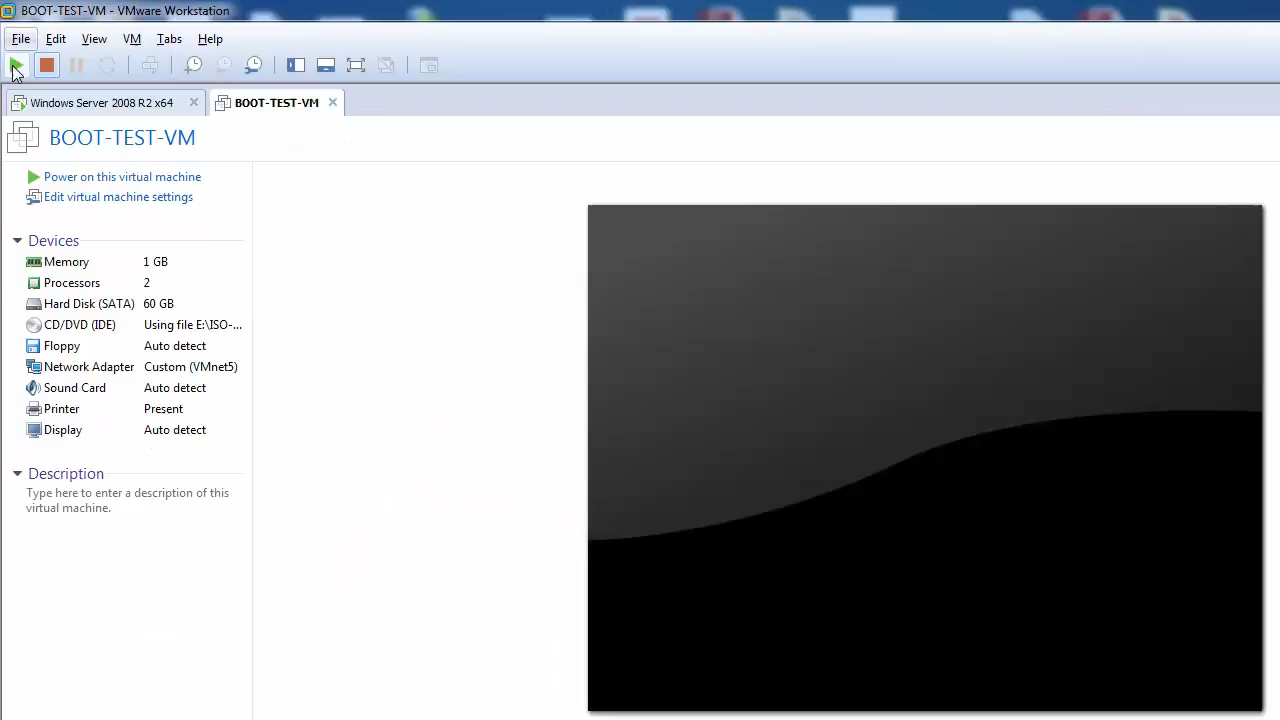 BOOT-TEST-VM - VMware Workstation
File Edit View VM Tabs Help
Windows Server 2008 R2 x64 BOOT-TEST-VM
BOOT-TEST-VM
Power on this virtual machine
Edit virtual machine settings
Devices
Memory 1 GB
Processors 2
Hard Disk (SATA) 60 GB
CD/DVD (IDE) Using file E:\ISO-...
Floppy Auto detect
Network Adapter Custom (VMnet5)
Sound Card Auto detect
Printer Present
Display Auto detect
Description
Type here to enter a description of this
virtual machine.